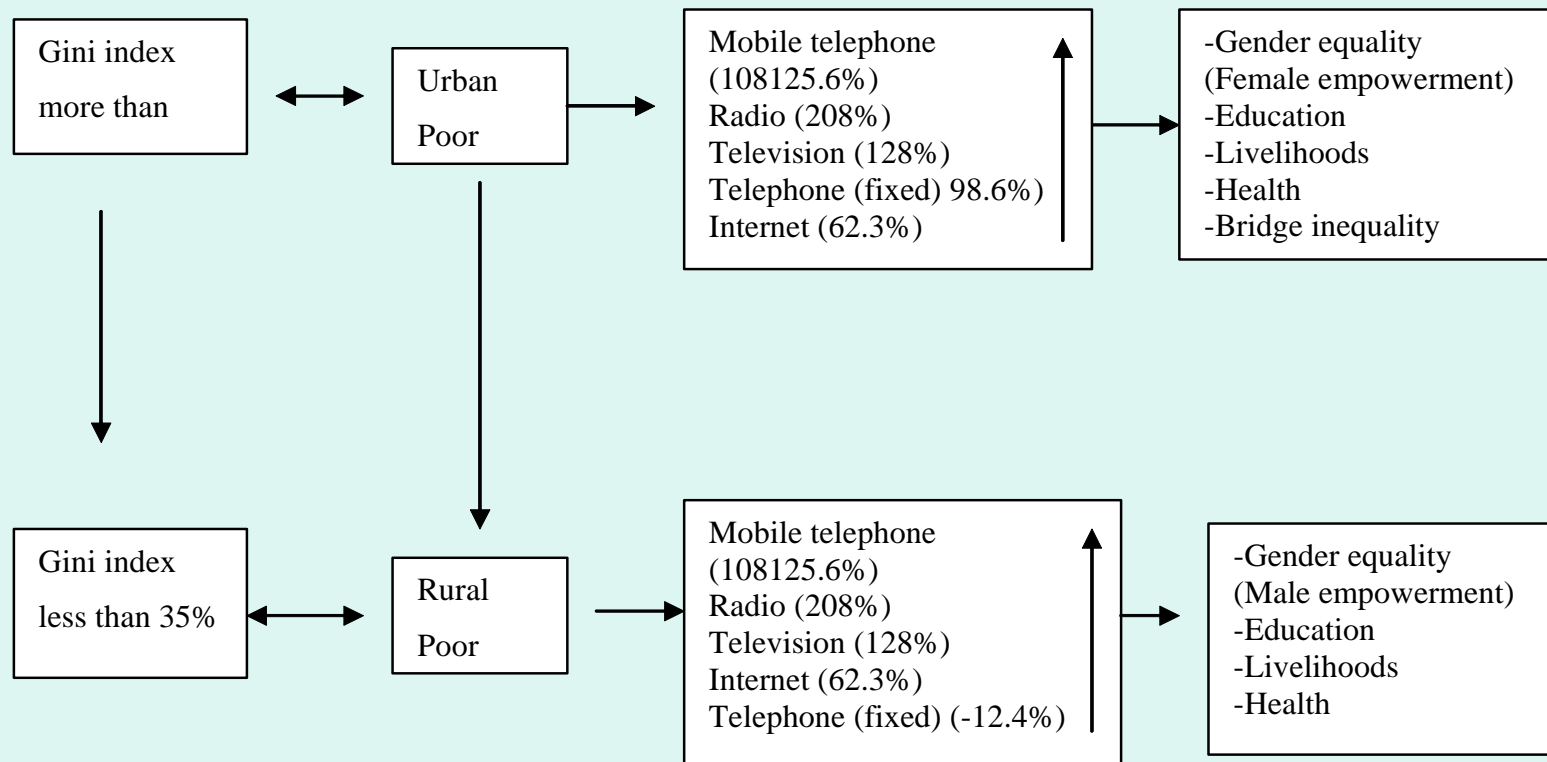 Gini index
more than
Urban
Poor
Mobile telephone
(108125.6%)
Radio (208%)
Television (128%)
Telephone (fixed) 98.6%)
Internet (62.3%)
-Gender equality
(Female empowerment)
-Education
-Livelihoods
-Health
-Bridge inequality
Gini index
less than 35%
Rural
Poor
Mobile telephone
(108125.6%)
Radio (208%)
Television (128%)
Internet (62.3%)
Telephone (fixed) (-12.4%)
-Gender equality
(Male empowerment)
-Education
-Livelihoods
-Health